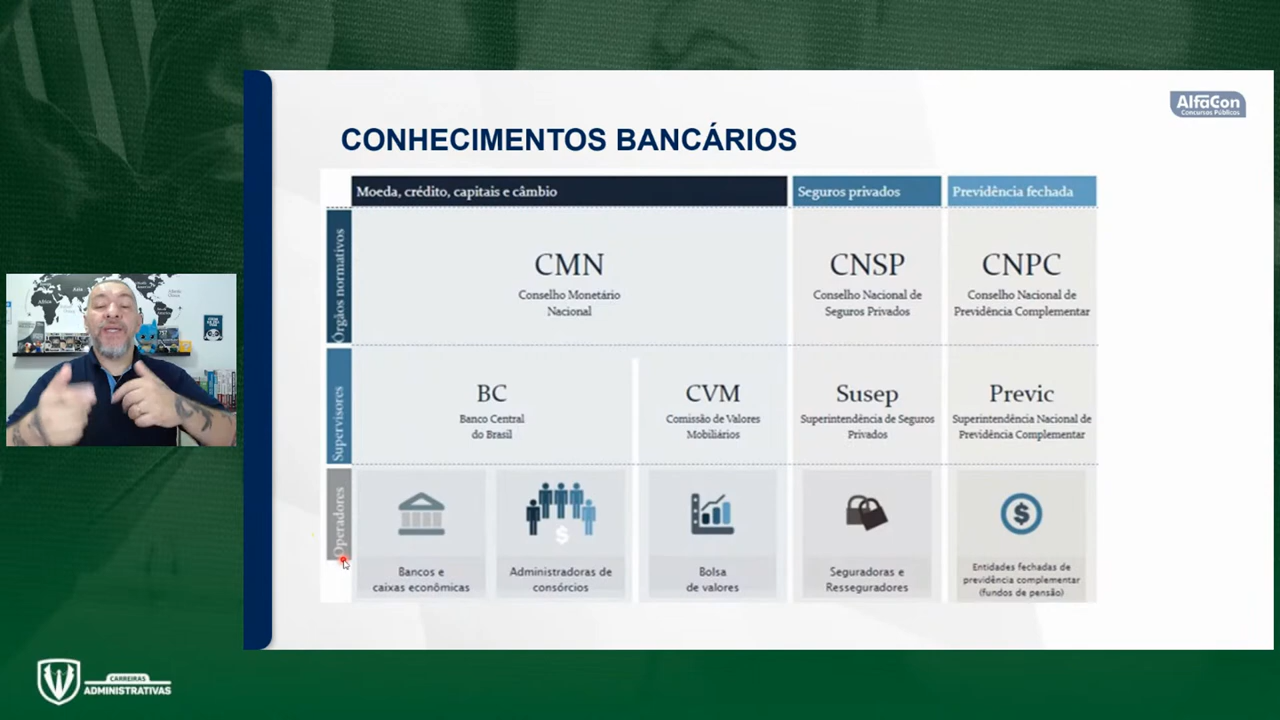 AlfaCon
Concursos Públicos
CONHECIMENTOS BANCÁRIOS
Moeda, crédito, capitais e câmbio
Seguros privados
Previdência fechada
Órgãos normativos
CMN
Conselho Monetário
Nacional
CNSP
Conselho Nacional de
Seguros Privados
CNPC
Conselho Nacional de
Previdência Complementar
Supervisores
BC
Banco Central
do Brasil
CVM
Comissão de Valores
Mobiliários
Susep
Superintendência de Seguros
Privados
Previc
Superintendência Nacional de
Previdência Complementar
Operadores
Bancos e
caixas econômicas
Administradoras de
consórcios
Bolsa
de valores
Seguradoras e
Resseguradores
Entidades fechadas de
previdência complementar
(fundos de pensão)
Africa
Asia
CARREIRAS
ADMINISTRATIVAS